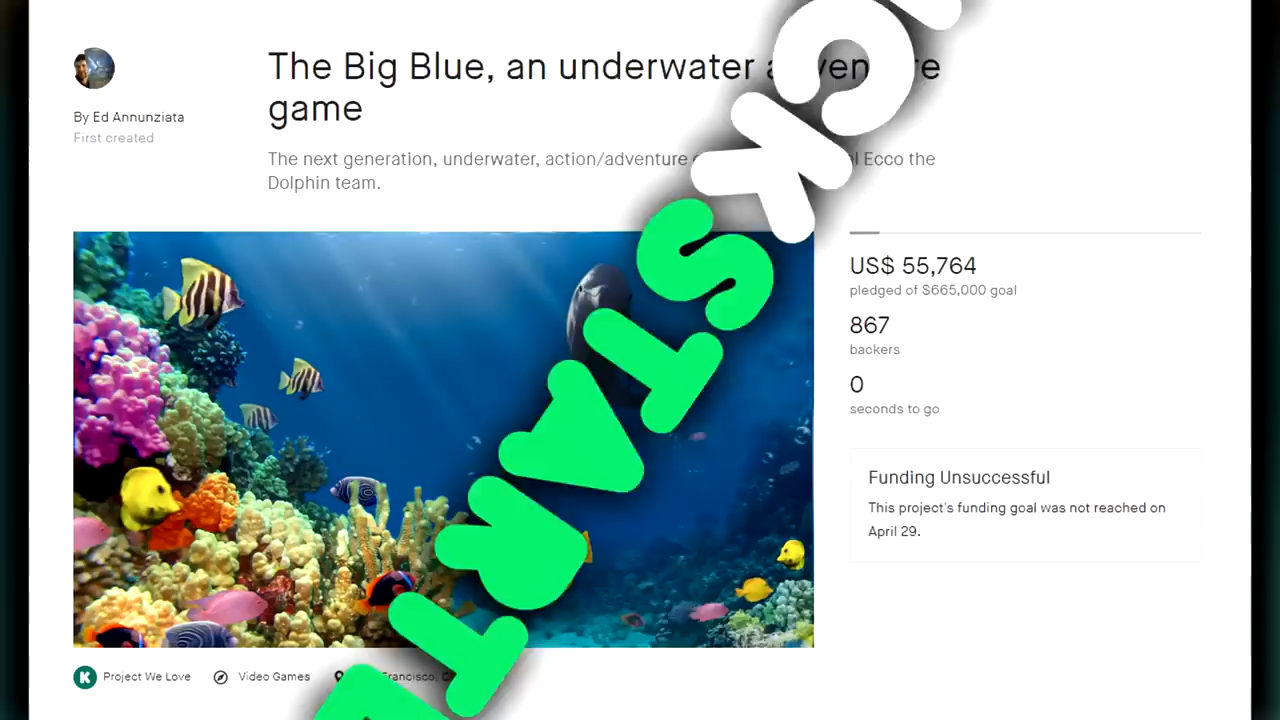 The Big Blue, an underwater
game
By Ed Annunziata
First created
The next generation, underwater, action/adventure Ecco the
Dolphin team.
US$ 55,764
pledged of $665,000 goal
867
backers
0
seconds to go
Funding Unsuccessful
This project's funding goal was not reached on
April 29.
Project We Love
Video Games
CKSTART